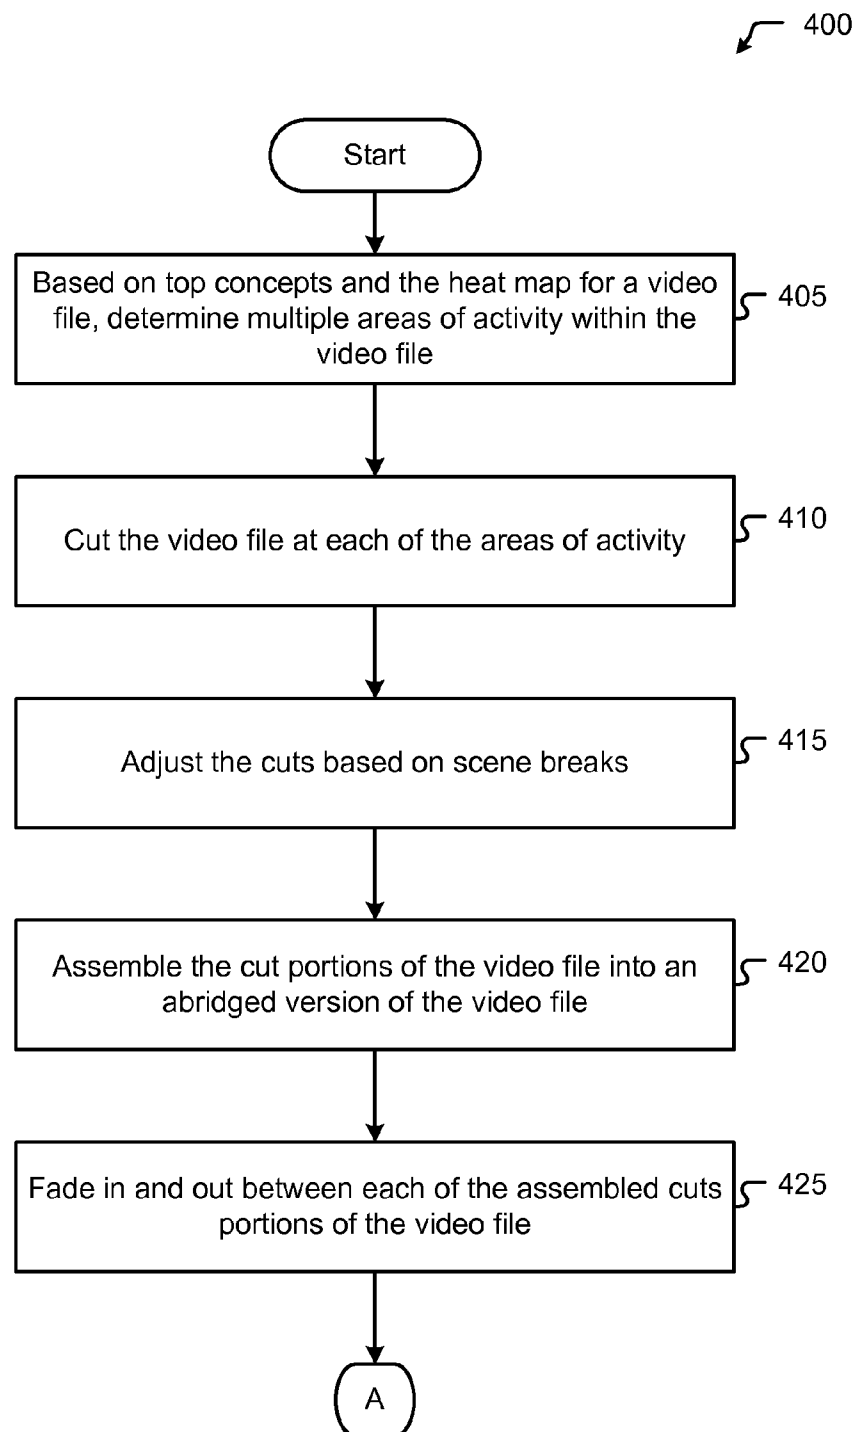 400
Start
Based on top concepts and the heat map for a video
file, determine multiple areas of activity within the
video file
405
Cut the video file at each of the areas of activity
410
Adjust the cuts based on scene breaks
415
Assemble the cut portions of the video file into an
abridged version of the video file
420
Fade in and out between each of the assembled cuts
portions of the video file
425
A